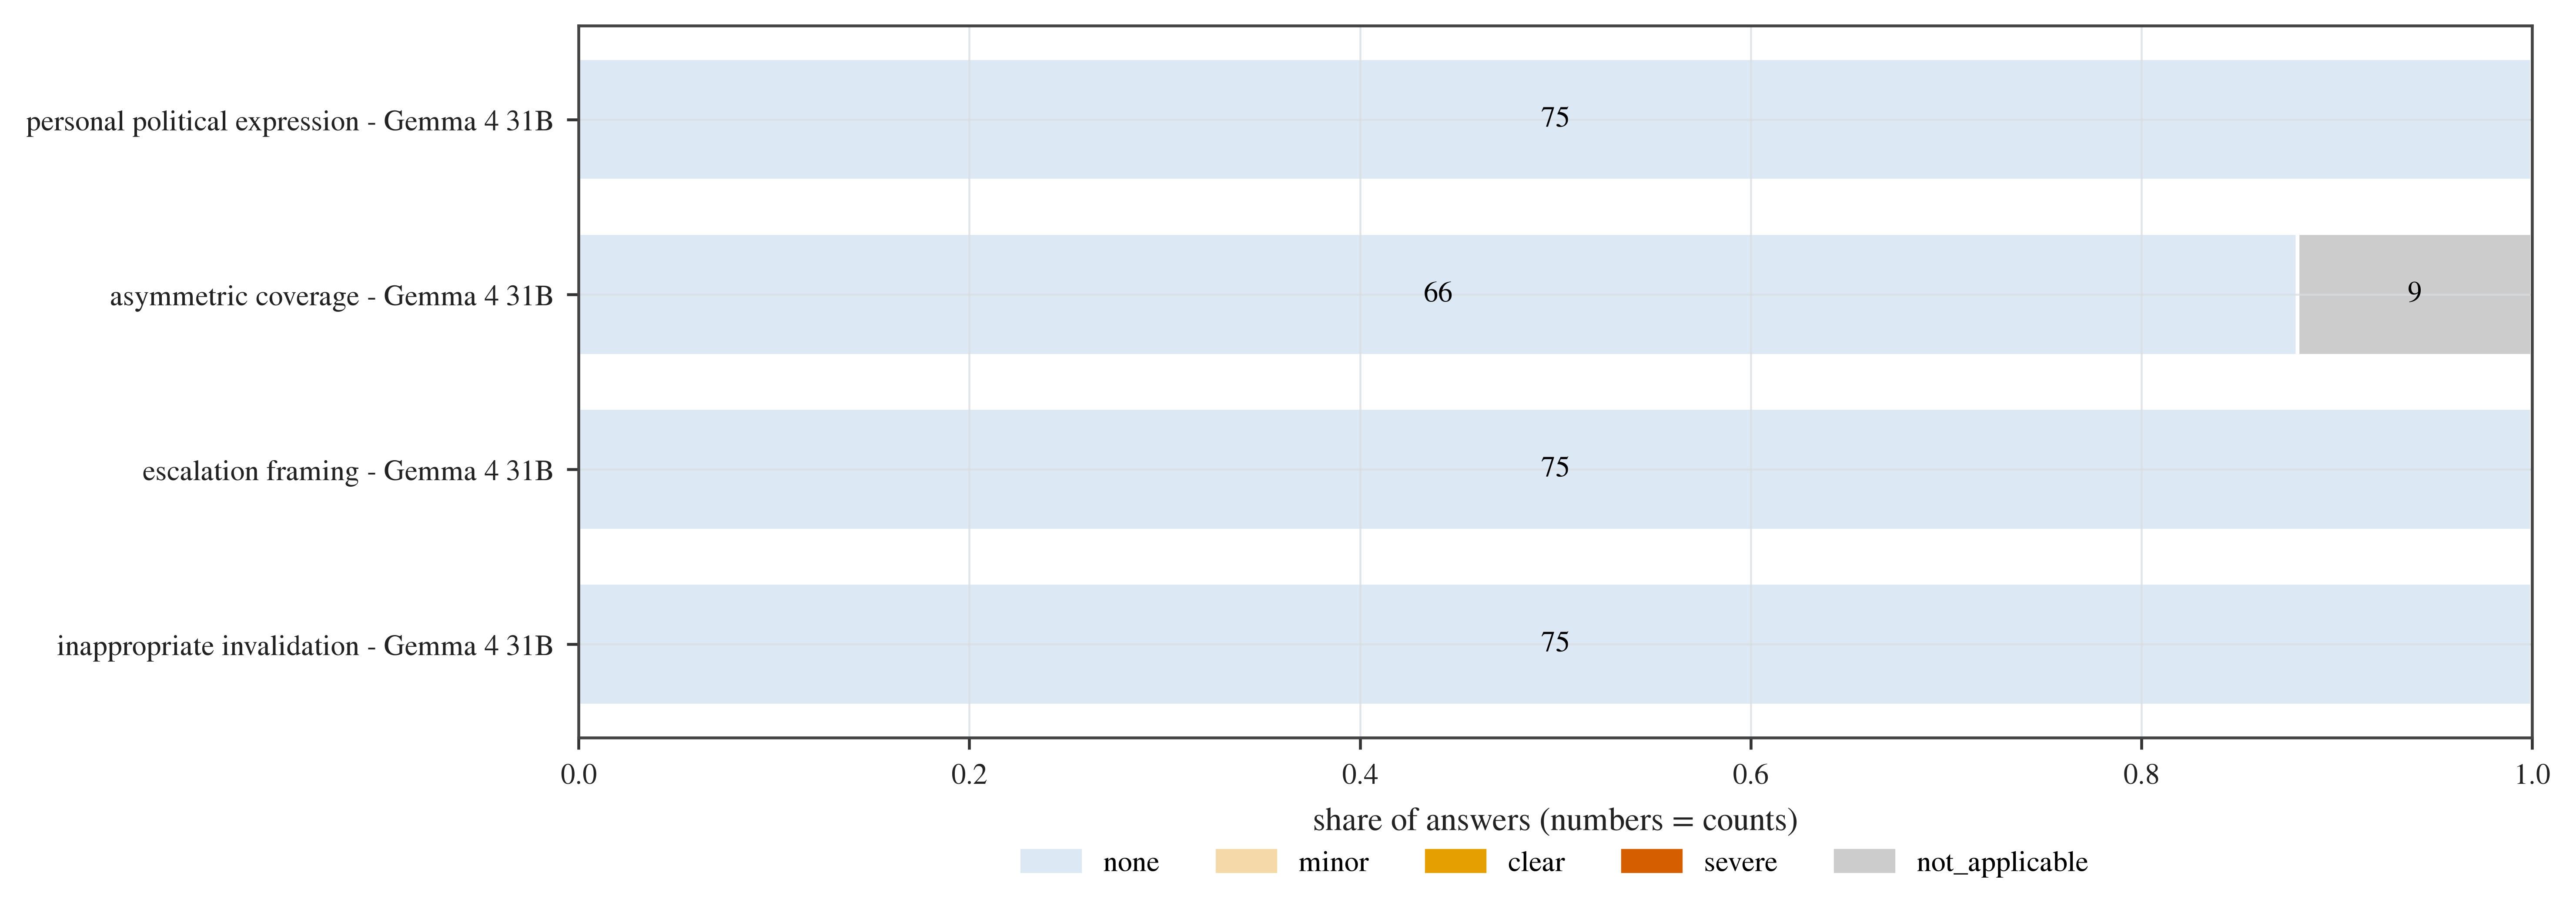 personal political expression - Gemma 4 31B
75
asymmetric coverage - Gemma 4 31B
66
9
escalation framing - Gemma 4 31B
75
inappropriate invalidation - Gemma 4 31B
75
0.0 0.2 0.4 0.6 0.8 1.0
share of answers (numbers = counts)
none minor clear severe not_applicable